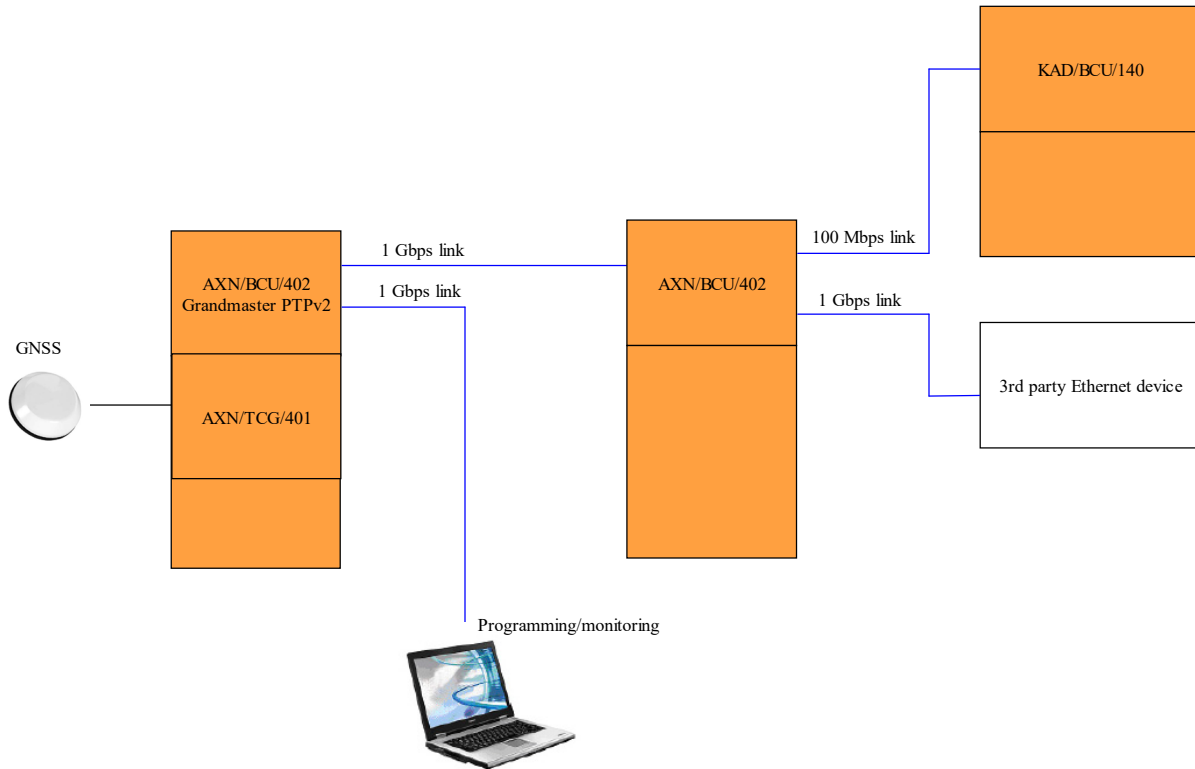 KAD/BCU/140
1 Gbps link
100 Mbps link
AXN/BCU/402
Grandmaster PTPv2
1 Gbps link
AXN/BCU/402
1 Gbps link
GNSS
3rd party Ethernet device
AXN/TCG/401
Programming/monitoring